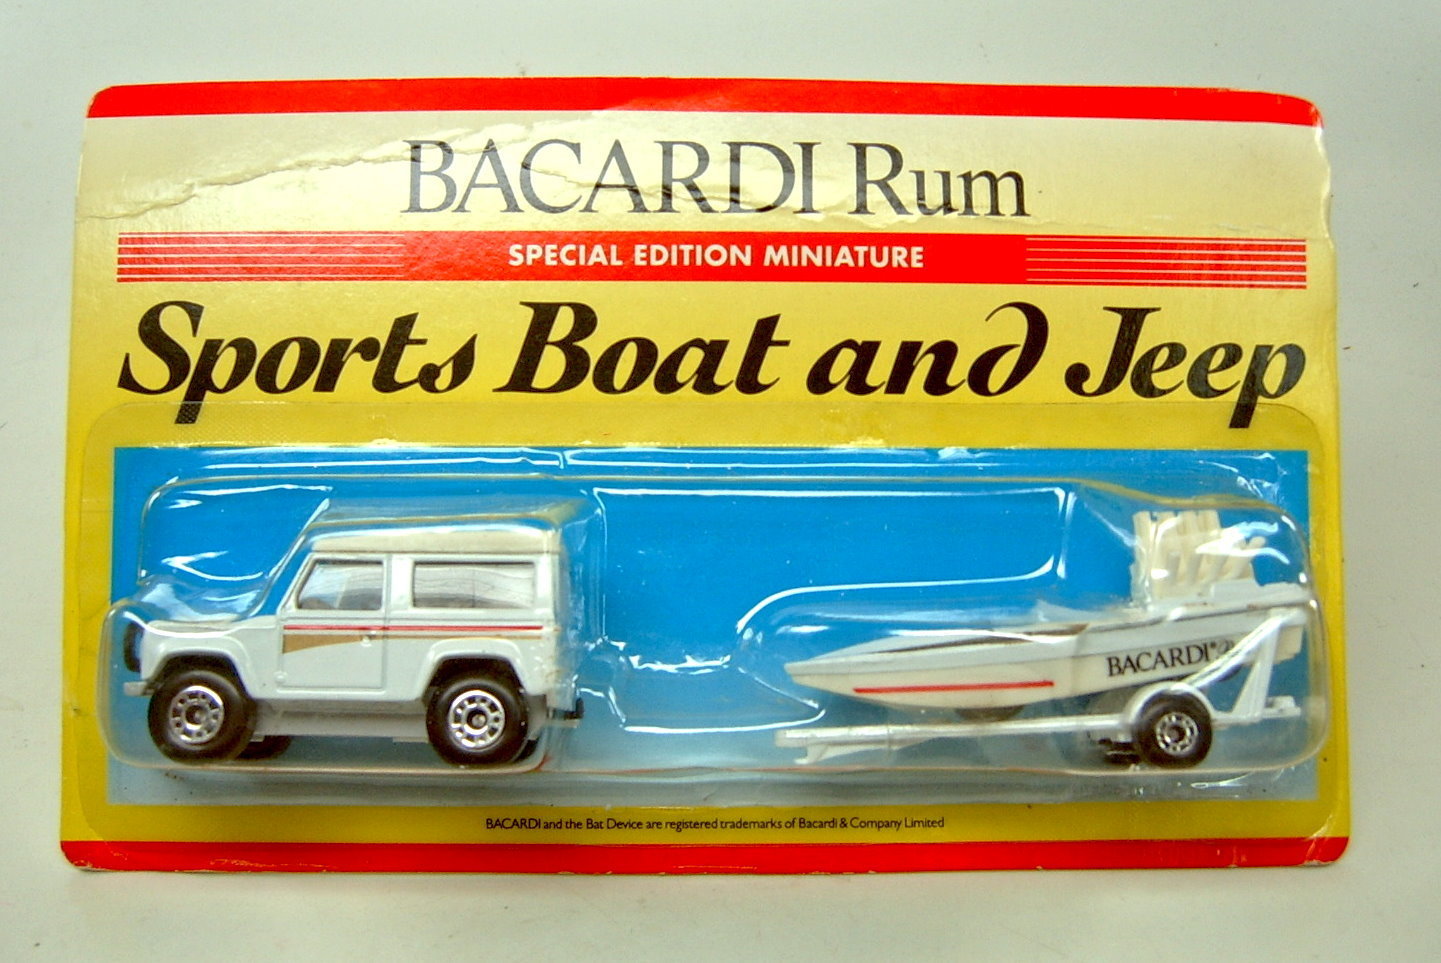 BACARDI Rum
SPECIAL EDITION MINIATURE
Sports Boat and Jeep
BACARDI®
BACARDI and the Bat Device are registered trademarks of Bacardi & Company Limited